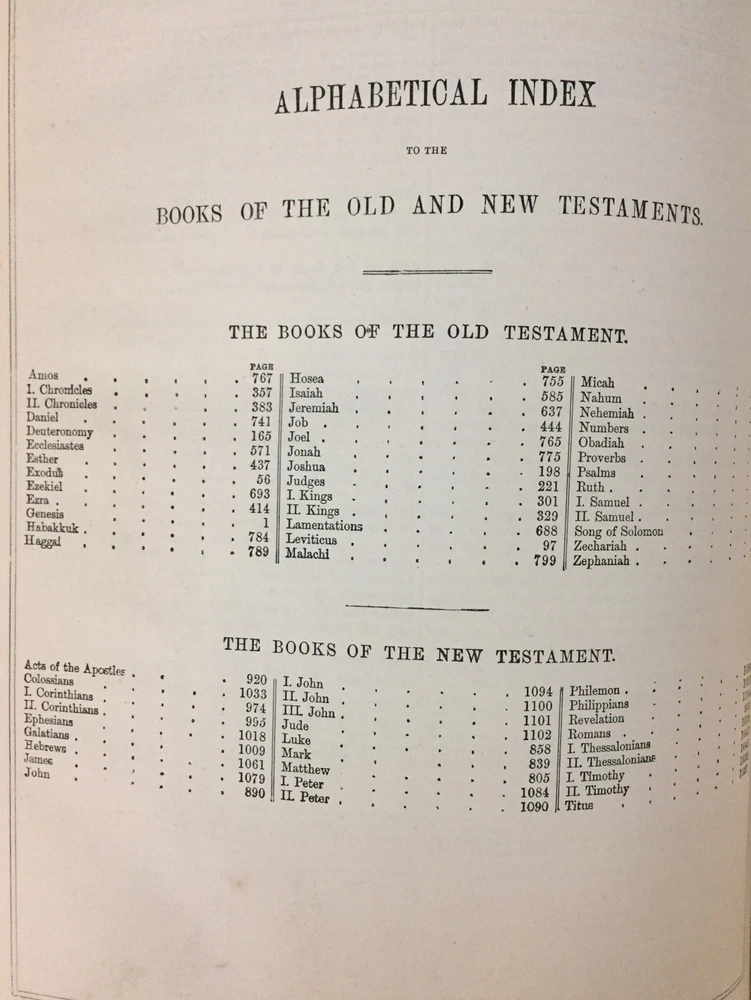 ALPHABETICAL INDEX
TO THE
BOOKS OF THE OLD AND NEW TESTAMENTS.
THE BOOKS OF THE OLD TESTAMENT.
PAGE
Amos . . . . . . 767
I. Chronicles . . . . . 357
II. Chronicles . . . . 383
Daniel . . . . . . 741
Deuteronomy . . . . . 165
Ecclesiastes . . . . . 571
Esther . . . . . . 437
Exodus . . . . . . 56
Ezekiel . . . . . . 693
Ezra . . . . . . . 414
Genesis . . . . . . 1
Habakkuk . . . . . . 784
Haggai . . . . . . 789
PAGE
Hosea . . . . . . 755
Isaiah . . . . . . 585
Jeremiah . . . . . . 637
Job . . . . . . . 444
Joel . . . . . . . 765
Jonah . . . . . . 775
Joshua . . . . . . 198
Judges . . . . . . 221
I. Kings . . . . . . 301
II. Kings . . . . . . 329
Lamentations . . . . . 688
Leviticus . . . . . . 97
Malachi . . . . . . 799
Micah . . . .
Nahum . . . .
Nehemiah . . . .
Numbers . . . .
Obadiah . . . .
Proverbs . . . .
Psalms . . . .
Ruth . . . . .
I. Samuel . . . .
II. Samuel . . . .
Song of Solomon . . .
Zechariah . . . .
Zephaniah . . . .
THE BOOKS OF THE NEW TESTAMENT.
Acts of the Apostles . . . 920
Colossians . . . . 1033
I. Corinthians . . . . 974
II. Corinthians . . . . 995
Ephesians . . . . . 1018
Galatians . . . . . 1009
Hebrews . . . . . 1061
James . . . . . 1079
John . . . . . 890
I. John . . . . . . 1094
II. John . . . . . . 1100
III. John . . . . . . 1101
Jude . . . . . . 1102
Luke . . . . . . 858
Mark . . . . . . 839
Matthew . . . . . . 805
I. Peter . . . . . . 1084
II. Peter . . . . . . 1090
Philemon . . . .
Philippians . . . .
Revelation . . . .
Romans . . . .
I. Thessalonians . . .
II. Thessalonians . . .
I. Timothy . . . .
II. Timothy . . . .
Titus . . . .